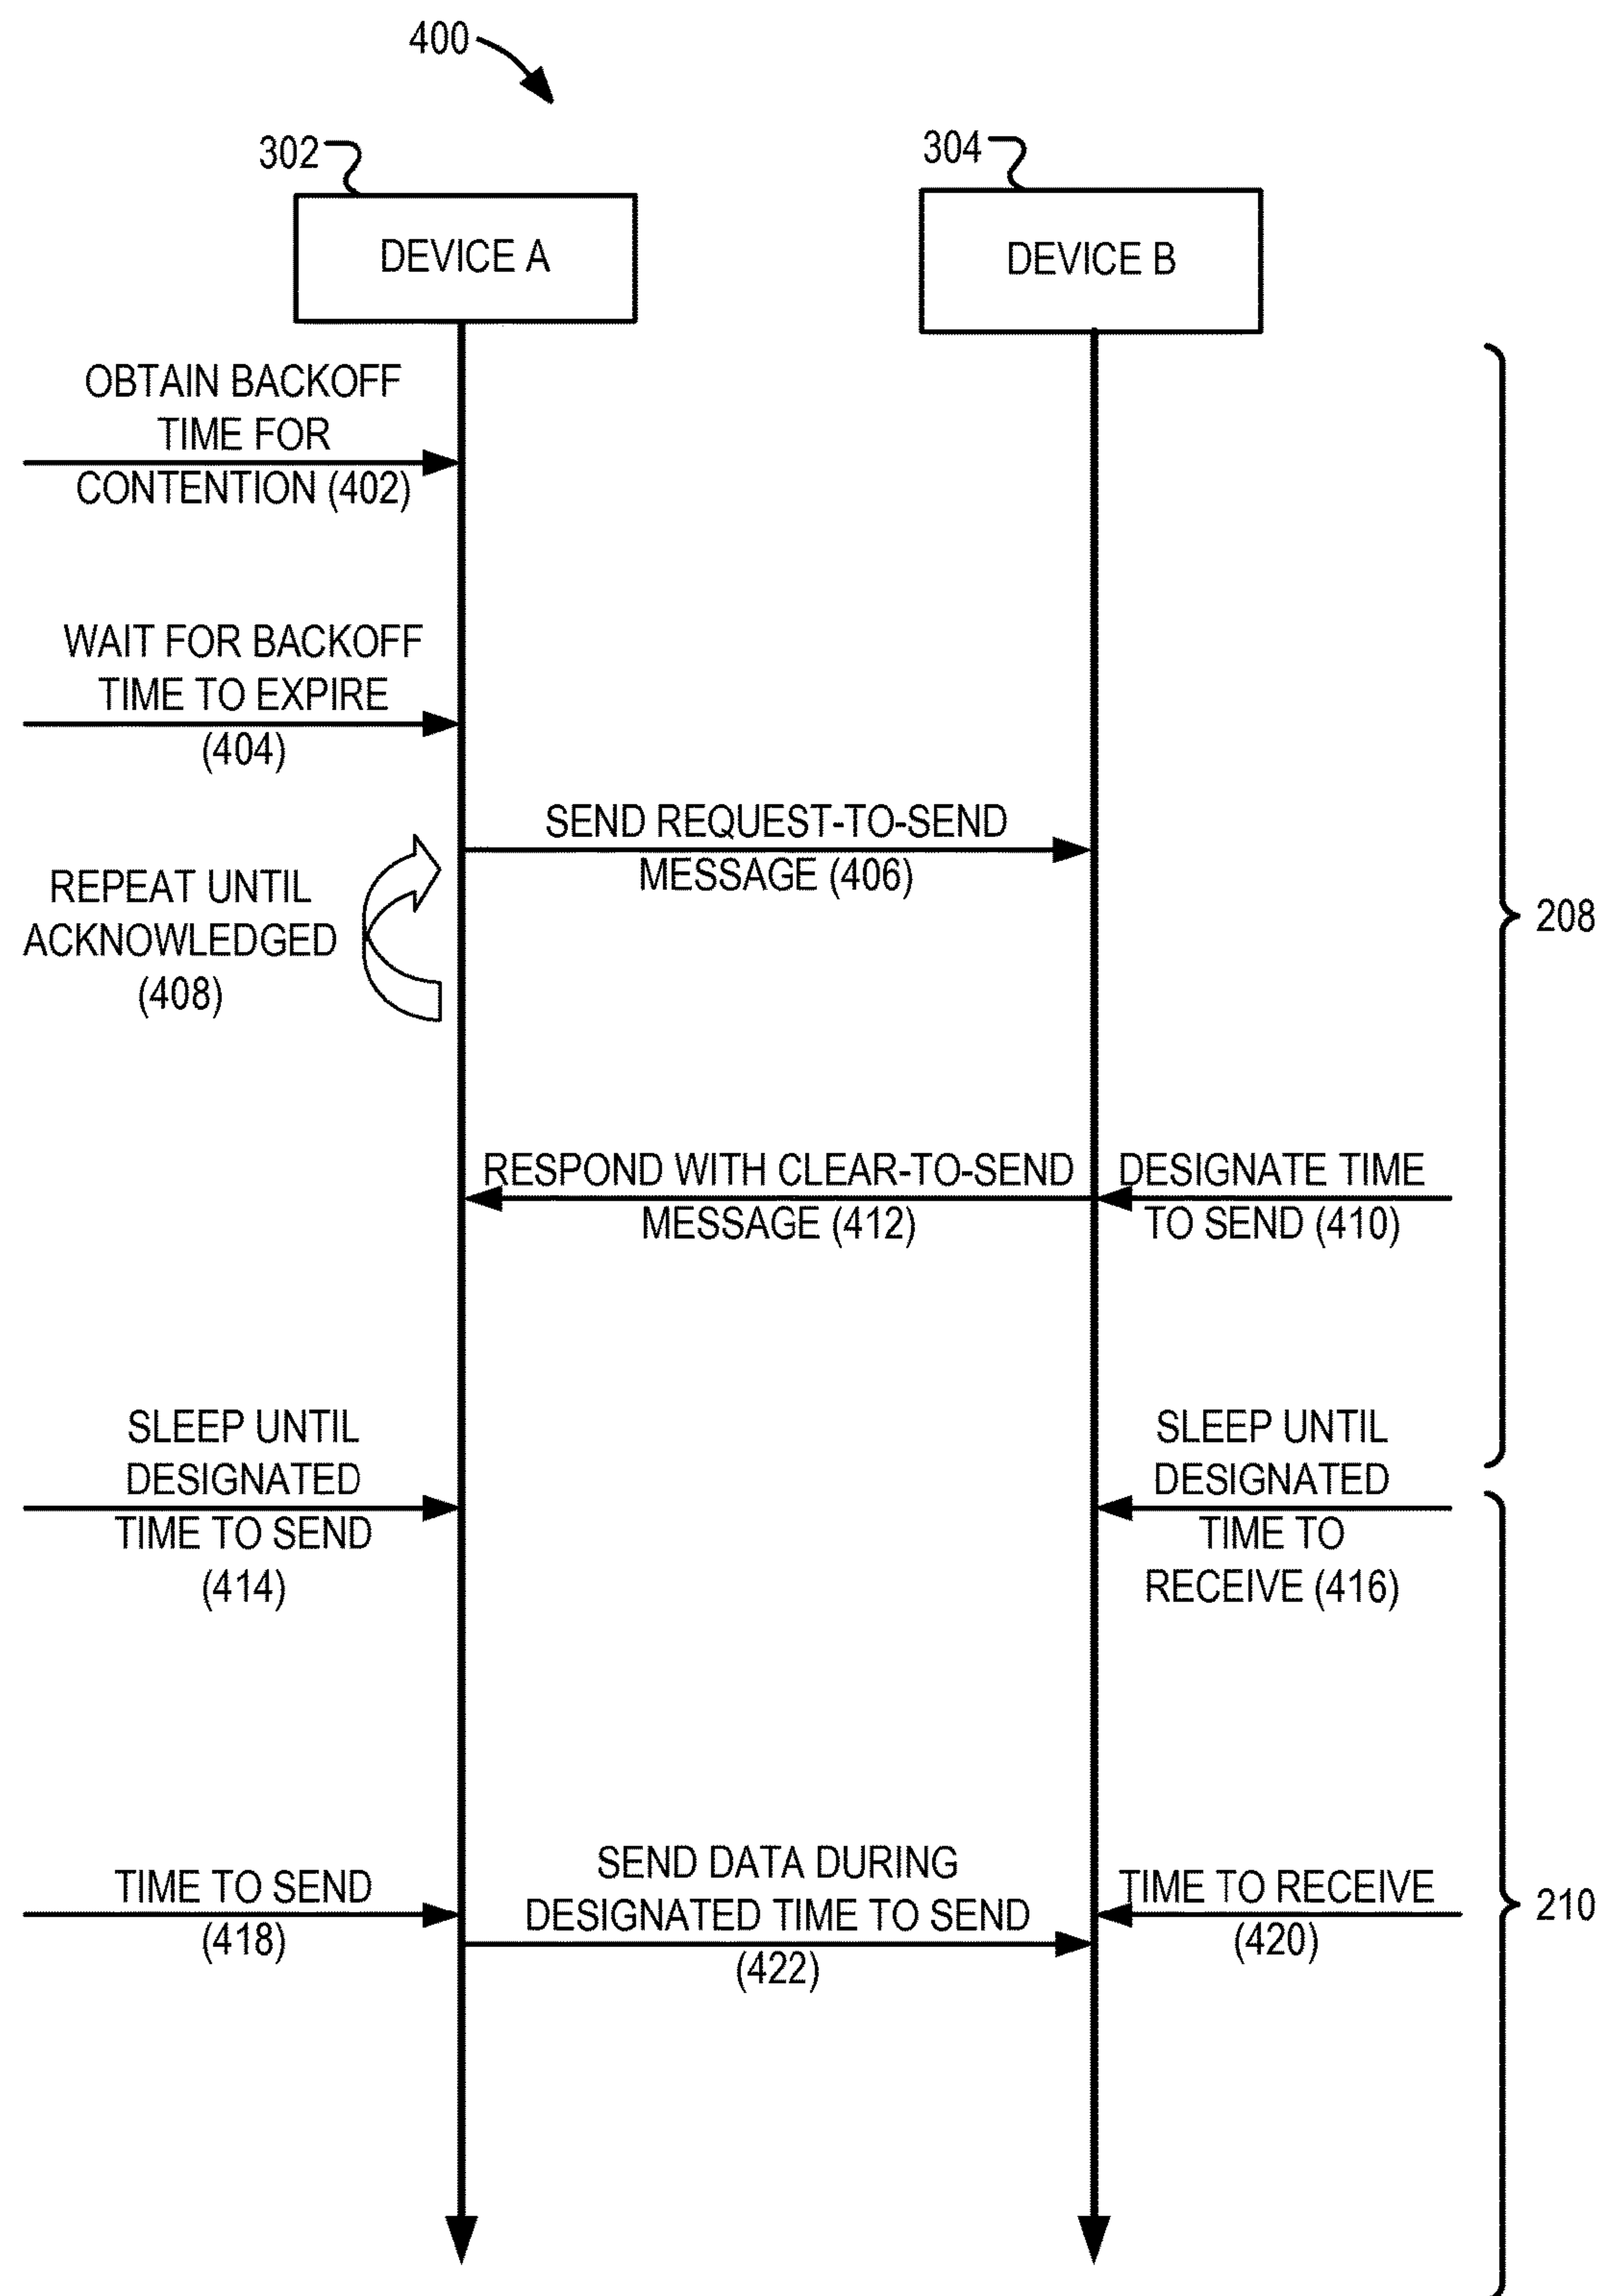 400
302
304
DEVICE A
DEVICE B
OBTAIN BACKOFF
TIME FOR
CONTENTION (402)
WAIT FOR BACKOFF
TIME TO EXPIRE
(404)
SEND REQUEST-TO-SEND
MESSAGE (406)
REPEAT UNTIL
ACKNOWLEDGED
(408)
208
RESPOND WITH CLEAR-TO-SEND
MESSAGE (412)
DESIGNATE TIME
TO SEND (410)
SLEEP UNTIL
DESIGNATED
TIME TO SEND
(414)
SLEEP UNTIL
DESIGNATED
TIME TO
RECEIVE (416)
TIME TO SEND
(418)
SEND DATA DURING
DESIGNATED TIME TO SEND
(422)
TIME TO RECEIVE
(420)
210